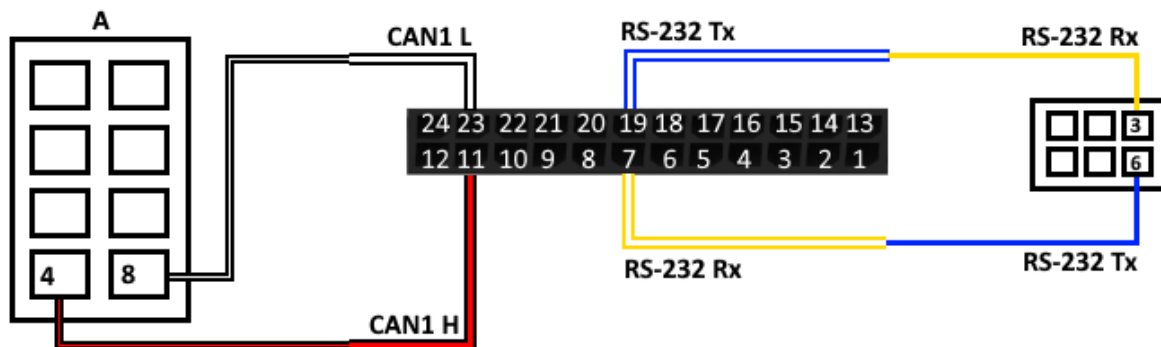 A
CAN1 L
RS-232 Tx
RS-232 Rx
24 23 22 21 20 19 18 17 16 15 14 13
12 11 10 9 8 7 6 5 4 3 2 1
3
6
4
8
RS-232 Rx
RS-232 Tx
CAN1 H